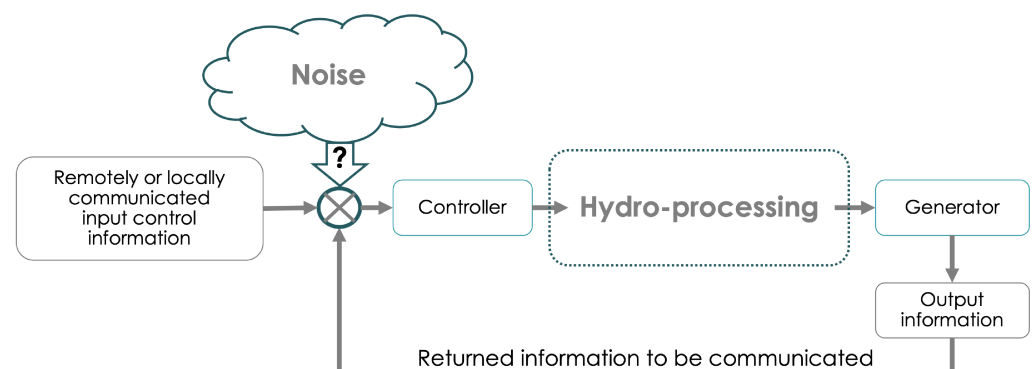 Noise
?
Remotely or locally
communicated
input control
information
Controller
Hydro-processing
Generator
Output
information
Returned information to be communicated